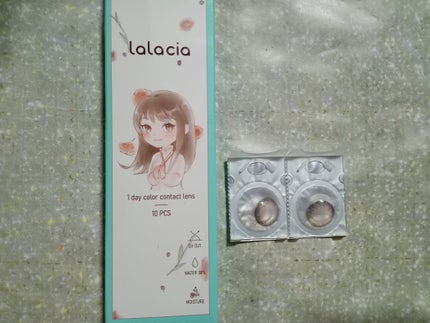 lalacia
1 day color contact lens
10 PCS
UV CUT
WATER 38%
MOISTURE